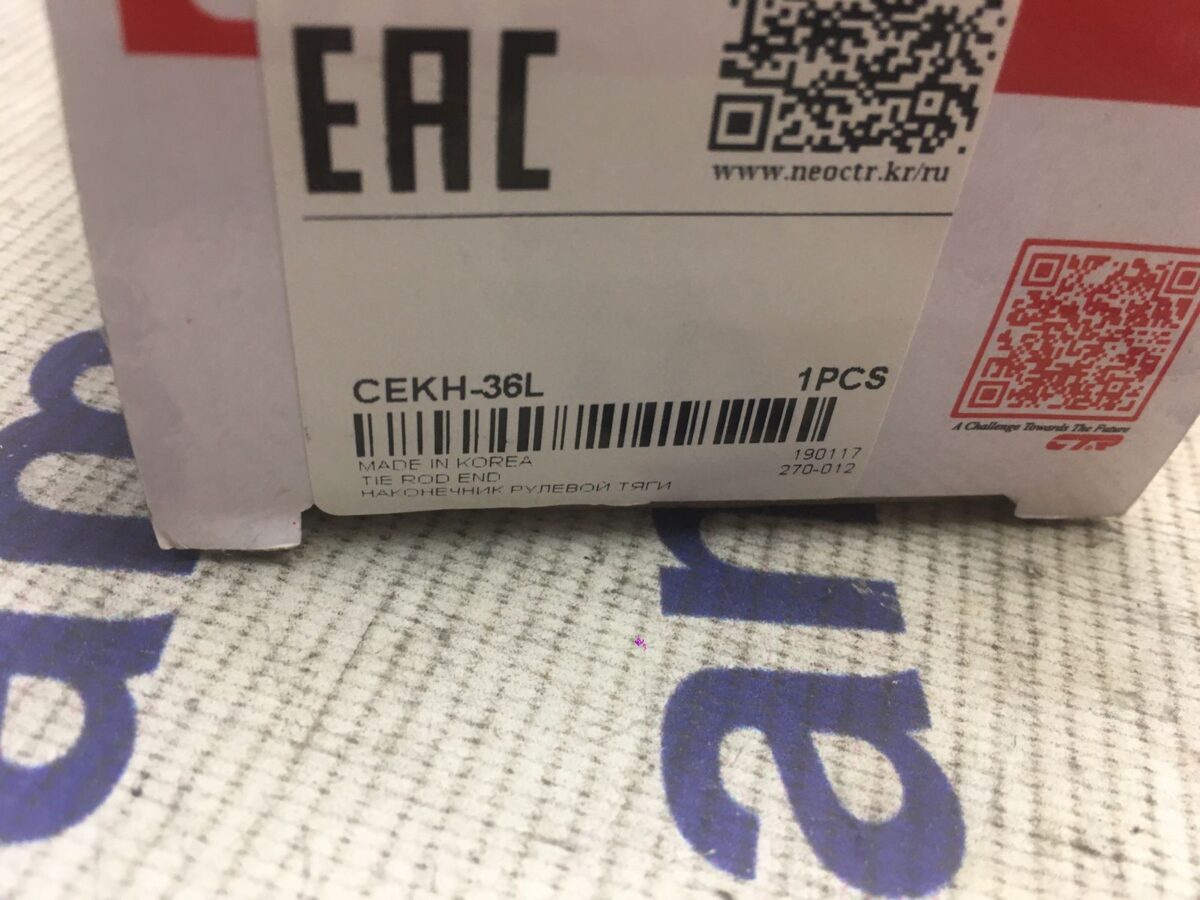 EAC
www.neoctr.kr/ru
A Challenge Towards The Future
CTR
CEKH-36L 1PCS
MADE IN KOREA 190117
TIE ROD END 270-012
НАКОНЕЧНИК РУЛЕВОЙ ТЯГИ